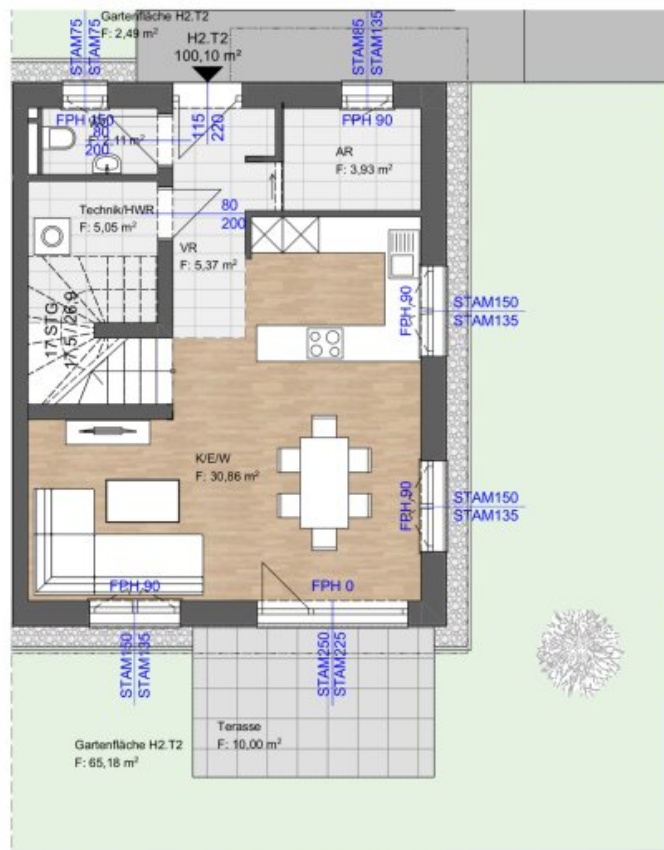 Gartenfläche H2.T2
F: 2,49 m²
H2.T2
100,10 m²
STAM75
STAM75
STAM85
STAM135
FPH 150
80
200
115
220
FPH 90
AR
F: 3,93 m²
Technik/HWR
F: 5,05 m²
80
200
VR
F: 5,37 m²
17 STG
17,5 / 26,9
FPH 90
STAM150
STAM135
K/E/W
F: 30,86 m²
FPH 90
STAM150
STAM135
FPH 90
FPH 0
STAM150
STAM135
STAM250
STAM225
Terasse
F: 10,00 m²
Gartenfläche H2.T2
F: 65,18 m²